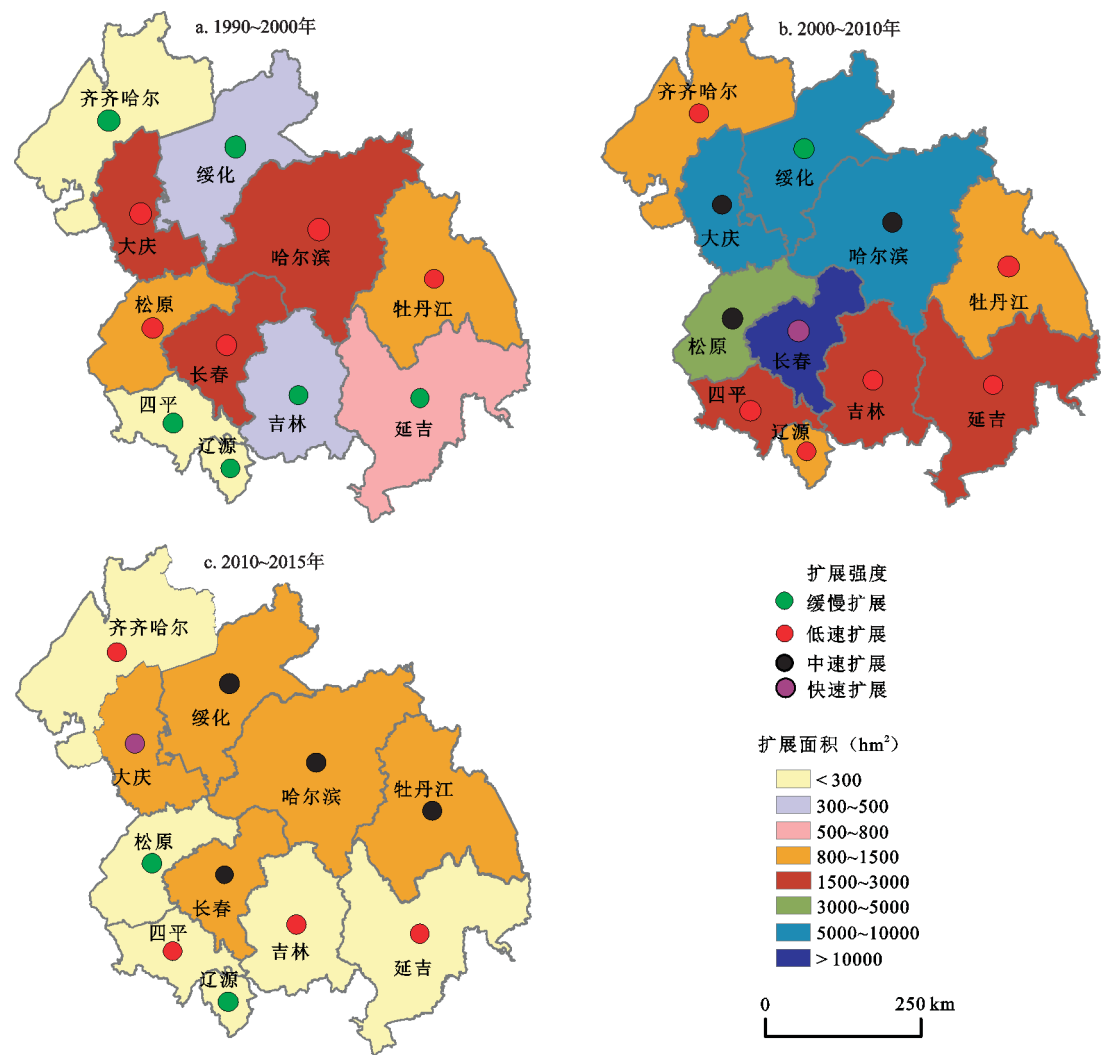 a. 1990~2000年
齐齐哈尔
绥化
大庆
哈尔滨
松原
牡丹江
长春
四平
吉林
延吉
辽源
b. 2000~2010年
齐齐哈尔
绥化
大庆
哈尔滨
牡丹江
松原
长春
四平
吉林
延吉
辽源
c. 2010~2015年
齐齐哈尔
绥化
大庆
哈尔滨
牡丹江
松原
长春
四平
吉林
延吉
辽源
扩展强度
缓慢扩展
低速扩展
中速扩展
快速扩展
扩展面积（hm²）
<300
300~500
500~800
800~1500
1500~3000
3000~5000
5000~10000
>10000
0 250 km